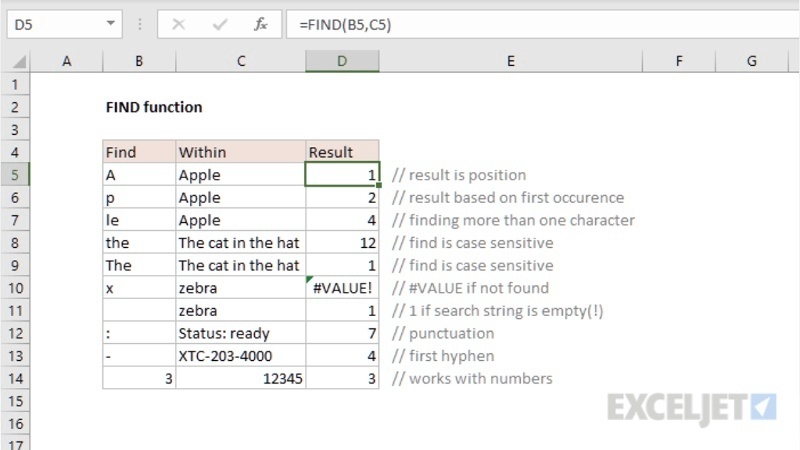 D5 fx =FIND(B5,C5)
A B C D E F G
1
2 FIND function
3
4 Find Within Result
5 A Apple 1 // result is position
6 p Apple 2 // result based on first occurence
7 le Apple 4 // finding more than one character
8 the The cat in the hat 12 // find is case sensitive
9 The The cat in the hat 1 // find is case sensitive
10 x zebra #VALUE! // #VALUE if not found
11 zebra 1 // 1 if search string is empty(!)
12 : Status: ready 7 // punctuation
13 - XTC-203-4000 4 // first hyphen
14 3 12345 3 // works with numbers
15
16 EXCELJET
17